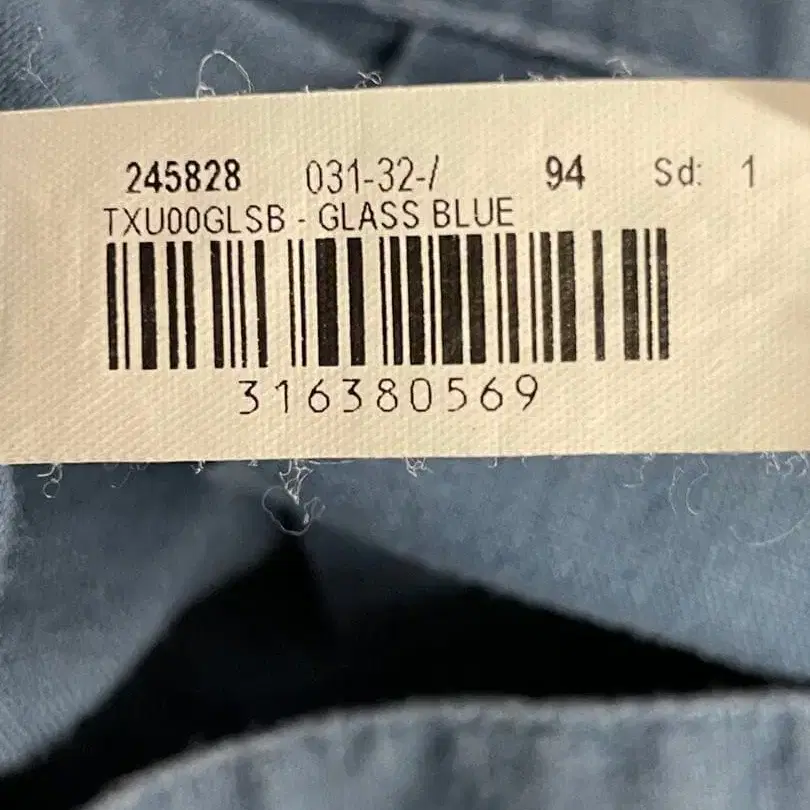 245828 031-32-/ 94 Sd: 1
TXU00GLSB - GLASS BLUE
316380569